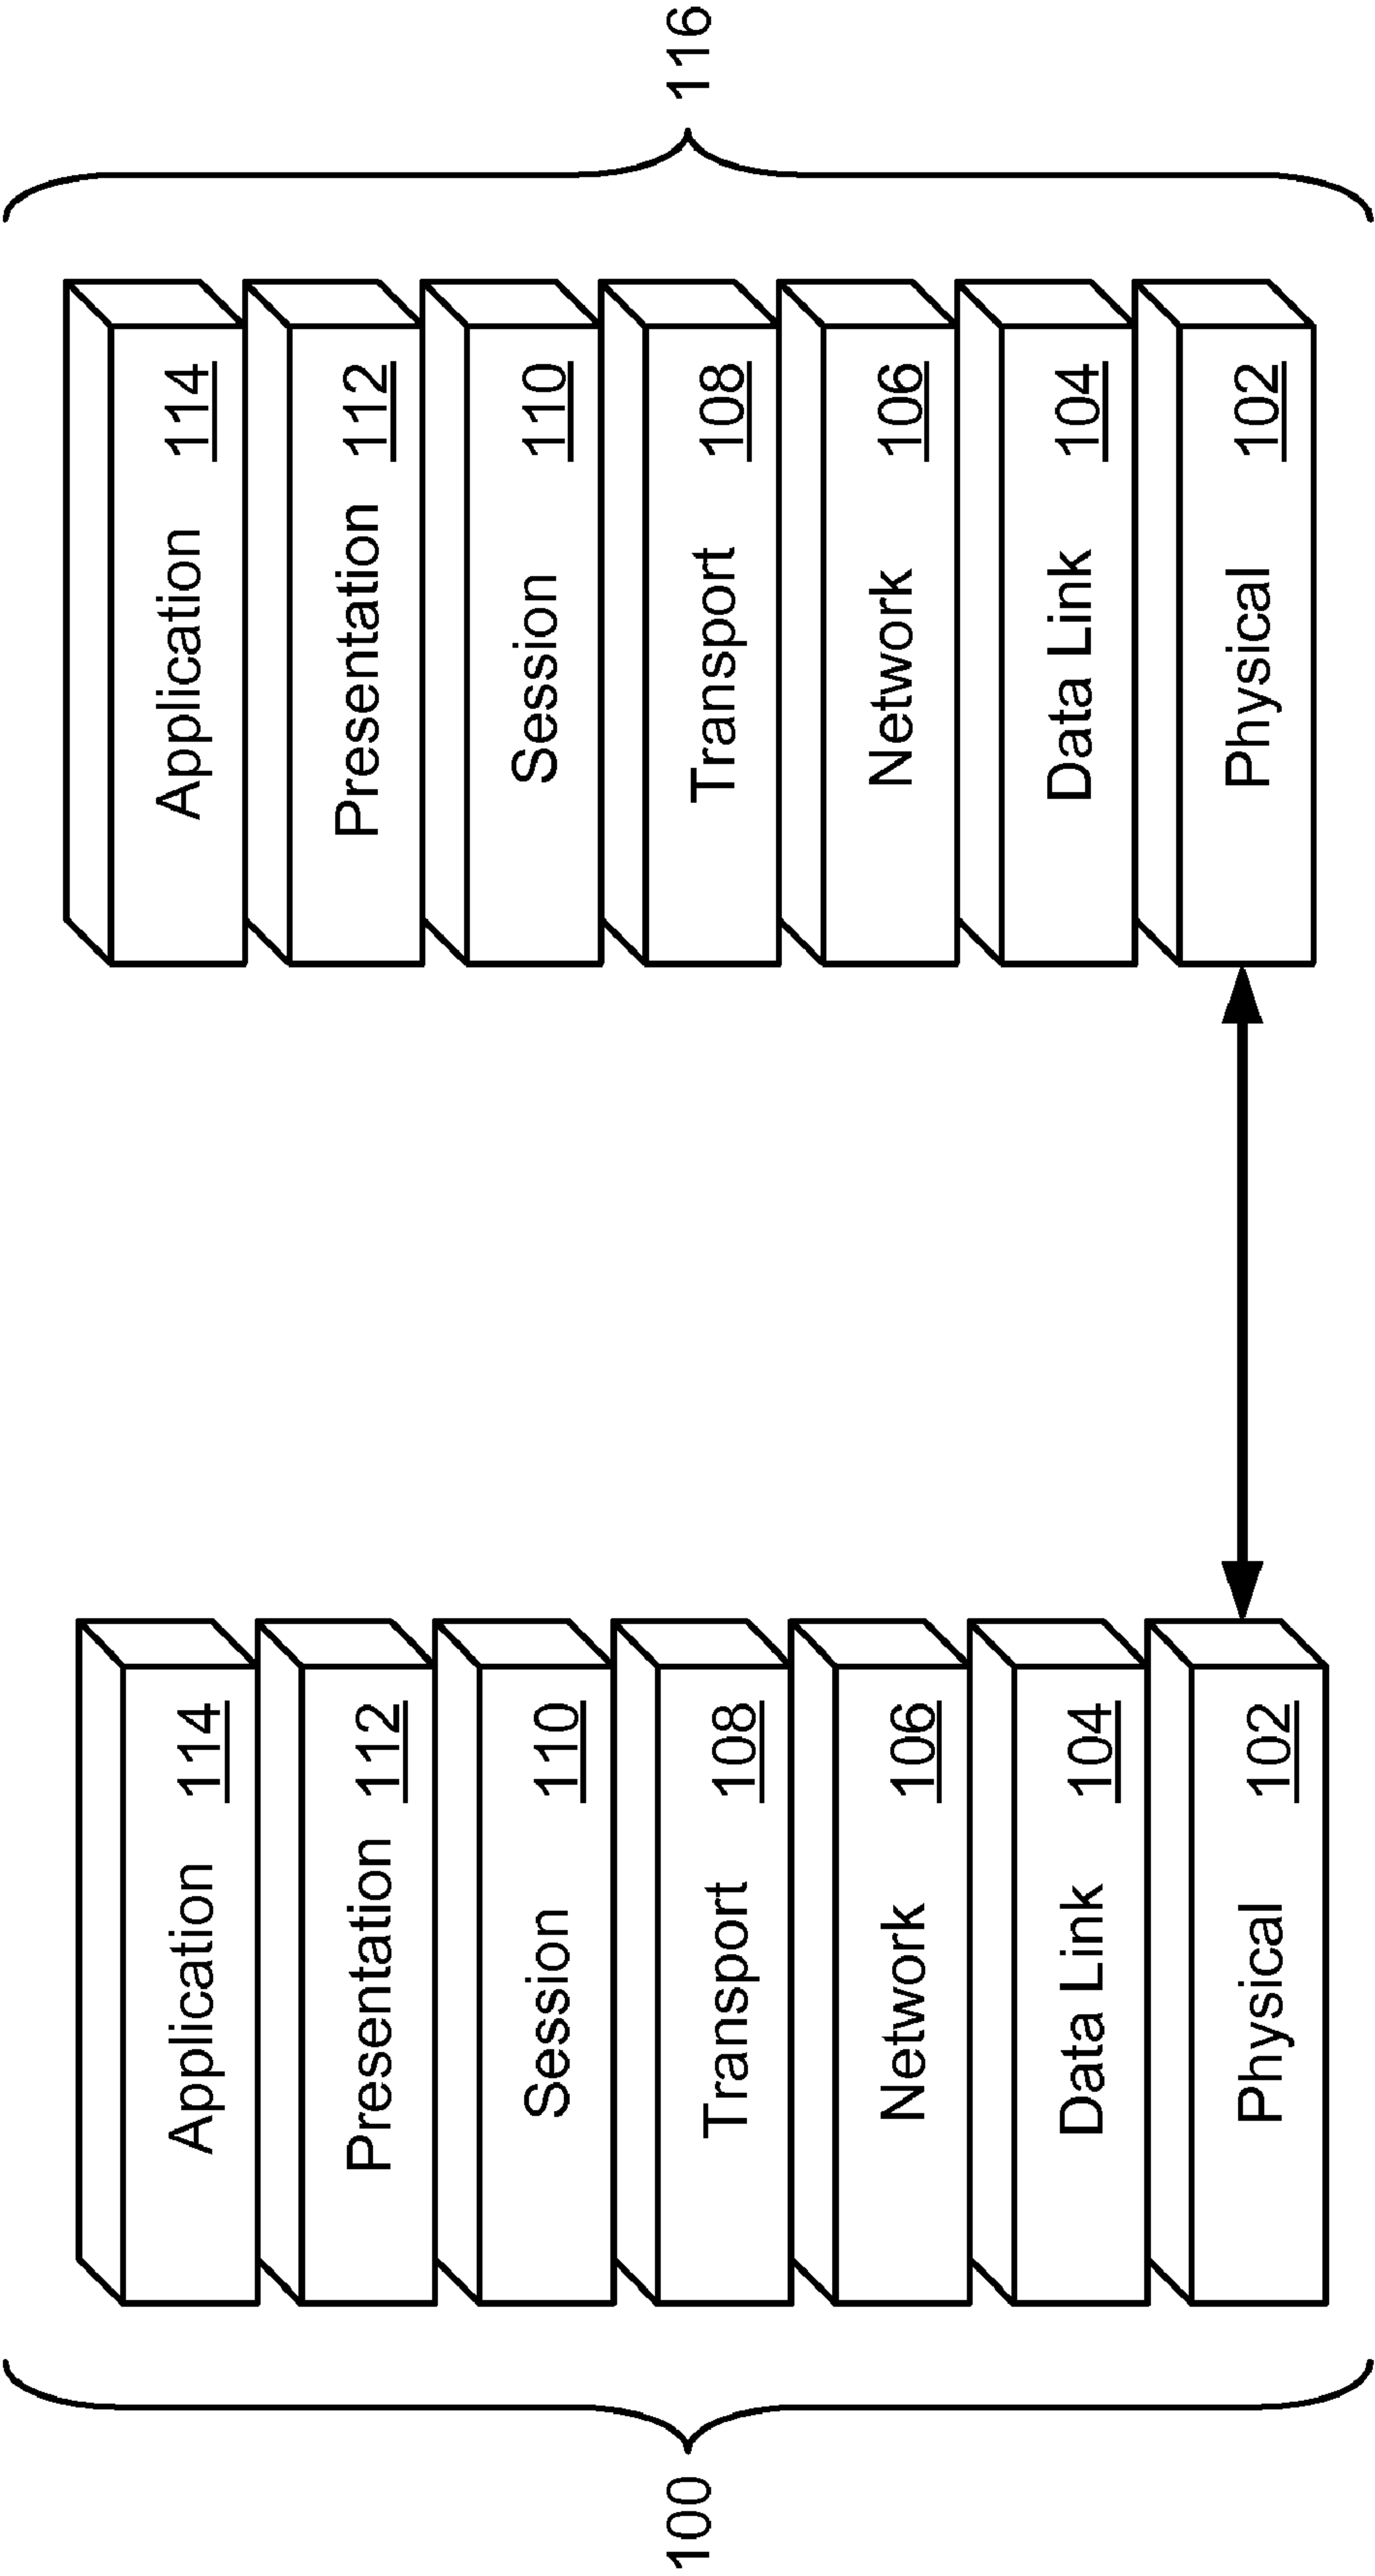 100
Application 114
Presentation 112
Session 110
Transport 108
Network 106
Data Link 104
Physical 102
Application 114
Presentation 112
Session 110
Transport 108
Network 106
Data Link 104
Physical 102
116